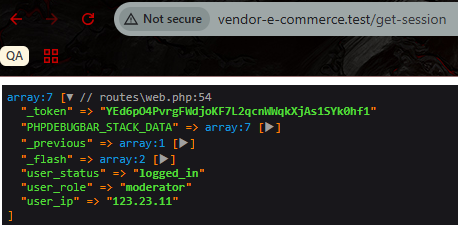 Not secure vendor-e-commerce.test/get-session
QA
array:7 [▼ // routes\web.php:54
"_token" => "YEd6pO4PvrgFWdjoKF7L2qcnWWqkXjAs1SYk0hf1"
"PHPDEBUGBAR_STACK_DATA" => array:7 [▶]
"_previous" => array:1 [▶]
"_flash" => array:2 [▶]
"user_status" => "logged_in"
"user_role" => "moderator"
"user_ip" => "123.23.11"
]